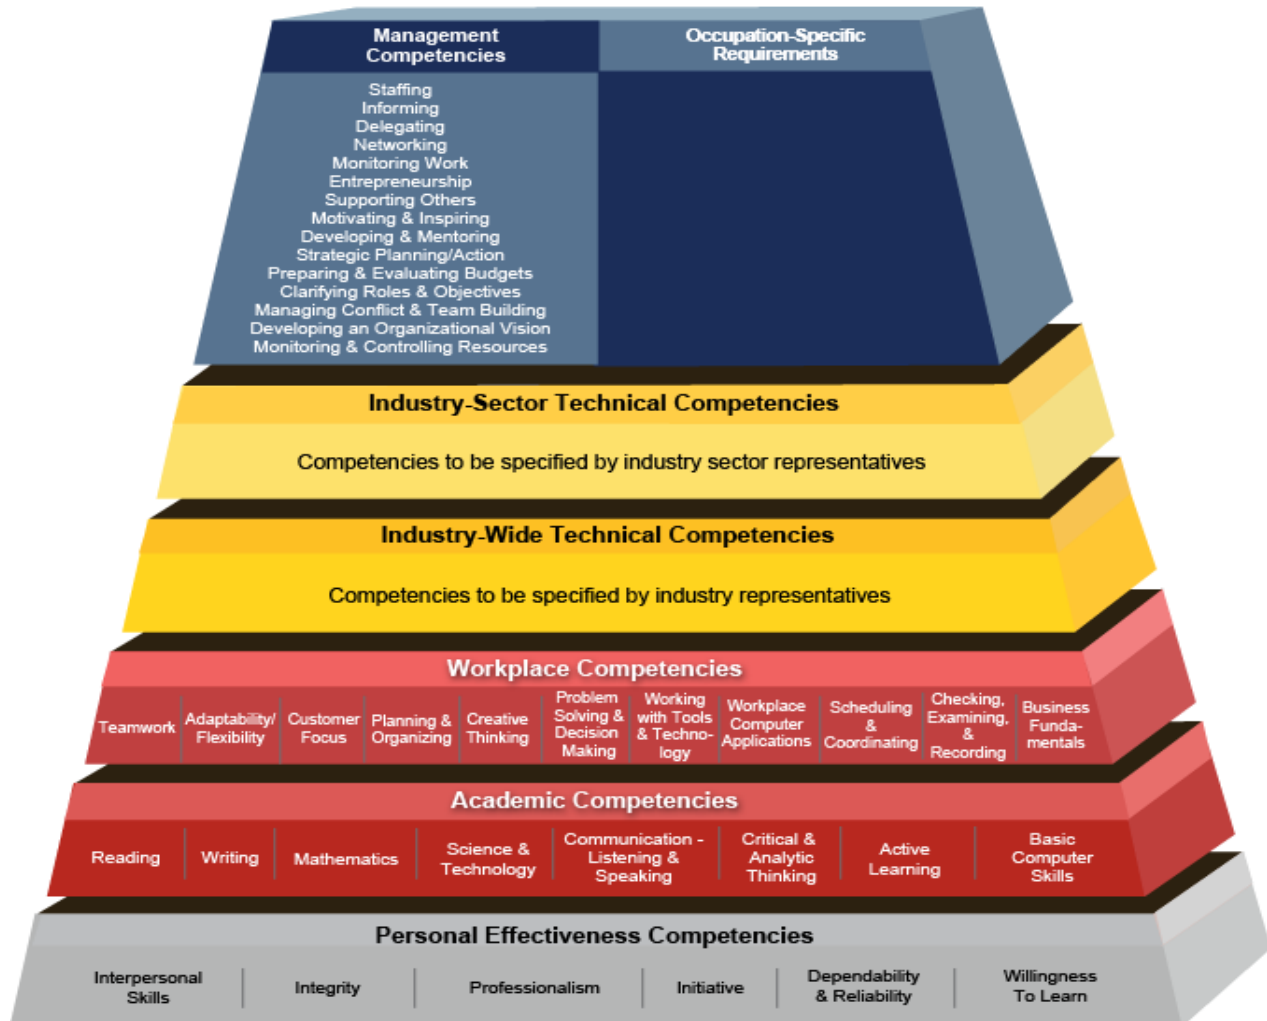 Management
Competencies
Occupation-Specific
Requirements
Staffing
Informing
Delegating
Networking
Monitoring Work
Entrepreneurship
Supporting Others
Motivating & Inspiring
Developing & Mentoring
Strategic Planning/Action
Preparing & Evaluating Budgets
Clarifying Roles & Objectives
Managing Conflict & Team Building
Developing an Organizational Vision
Monitoring & Controlling Resources
Industry-Sector Technical Competencies
Competencies to be specified by industry sector representatives
Industry-Wide Technical Competencies
Competencies to be specified by industry representatives
Workplace Competencies
Teamwork
Adaptability/
Flexibility
Customer
Focus
Planning &
Organizing
Creative
Thinking
Problem
Solving &
Decision
Making
Working
with Tools
& Techno-
logy
Workplace
Computer
Applications
Scheduling
&
Coordinating
Checking,
Examining,
&
Recording
Business
Funda-
mentals
Academic Competencies
Reading
Writing
Mathematics
Science &
Technology
Communication -
Listening &
Speaking
Critical &
Analytic
Thinking
Active
Learning
Basic
Computer
Skills
Personal Effectiveness Competencies
Interpersonal
Skills
Integrity
Professionalism
Initiative
Dependability
& Reliability
Willingness
To Learn